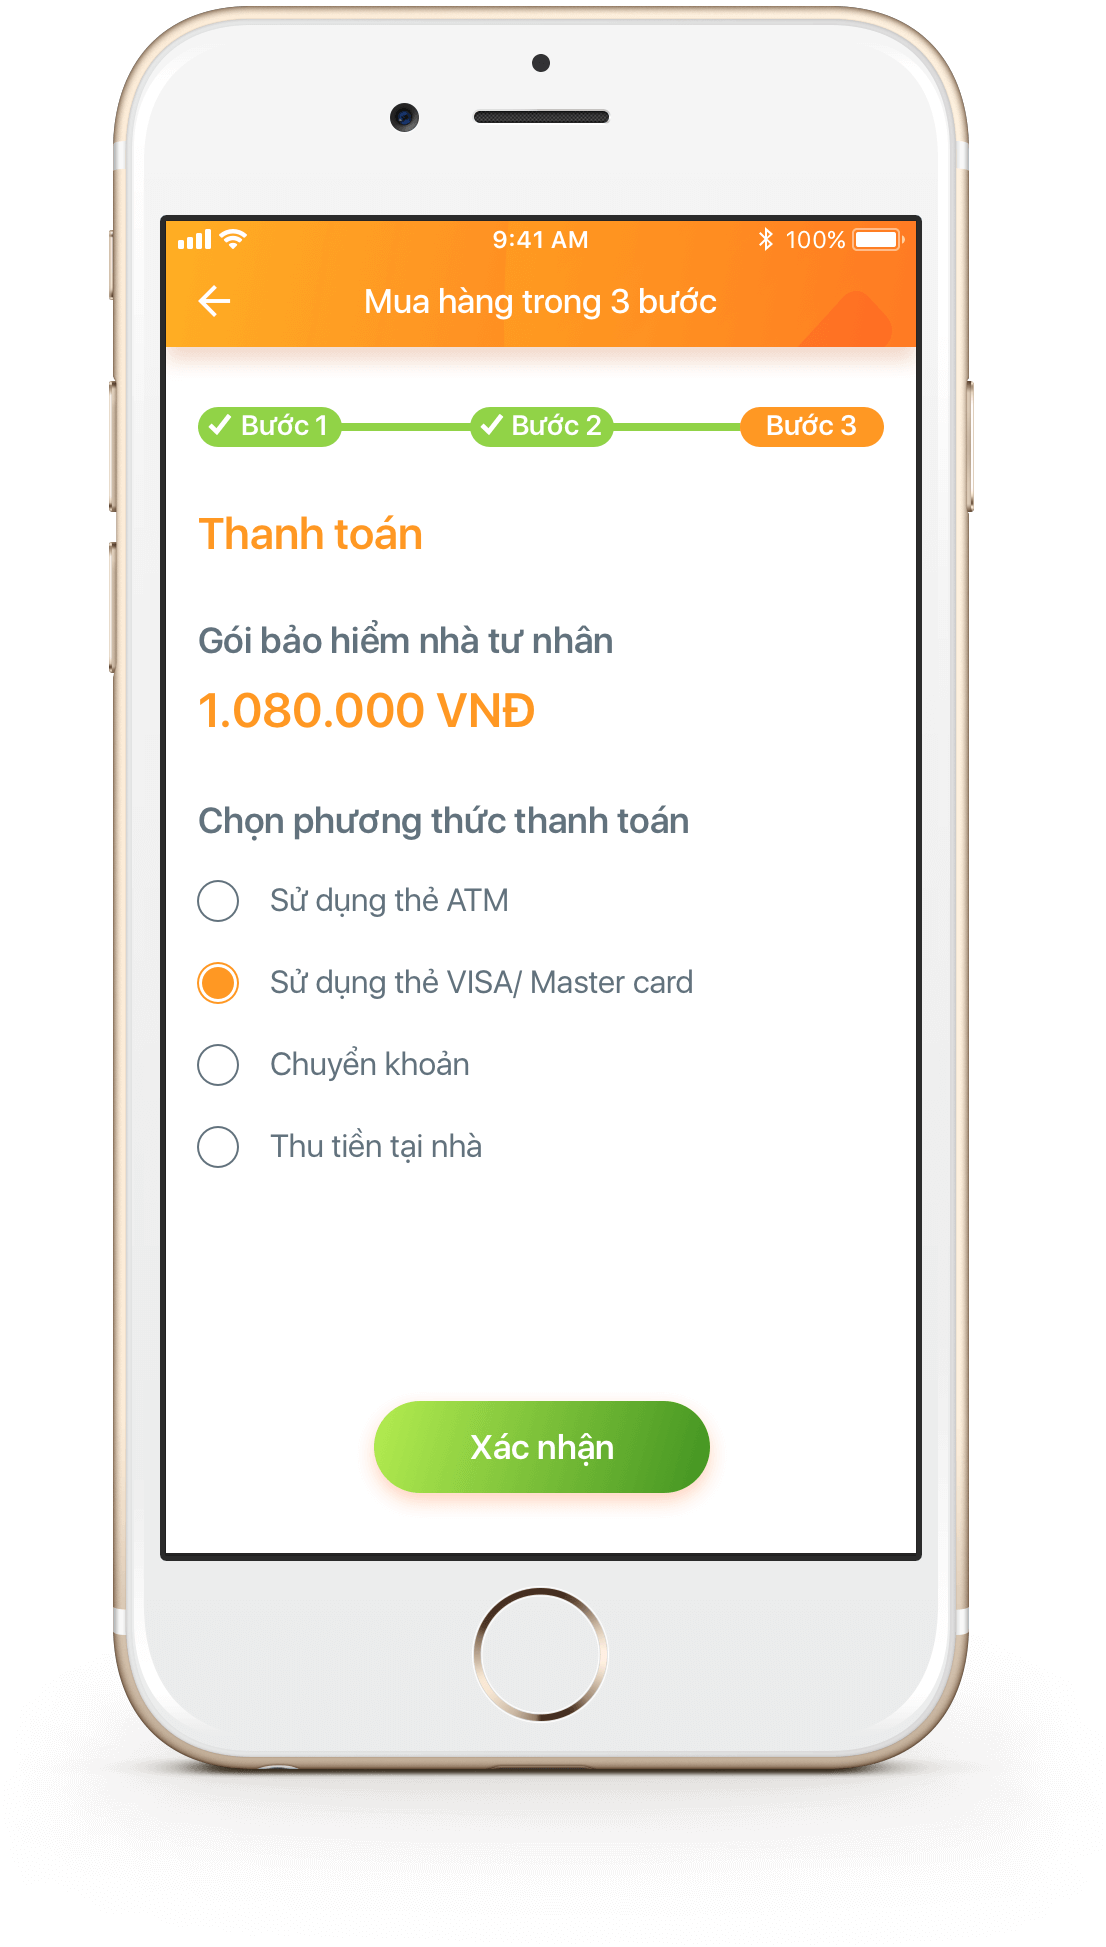 9:41 AM
100%
Mua hàng trong 3 bước
Bước 1
Bước 2
Bước 3
Thanh toán
Gói bảo hiểm nhà tư nhân
1.080.000 VNĐ
Chọn phương thức thanh toán
Sử dụng thẻ ATM
Sử dụng thẻ VISA/ Master card
Chuyển khoản
Thu tiền tại nhà
Xác nhận